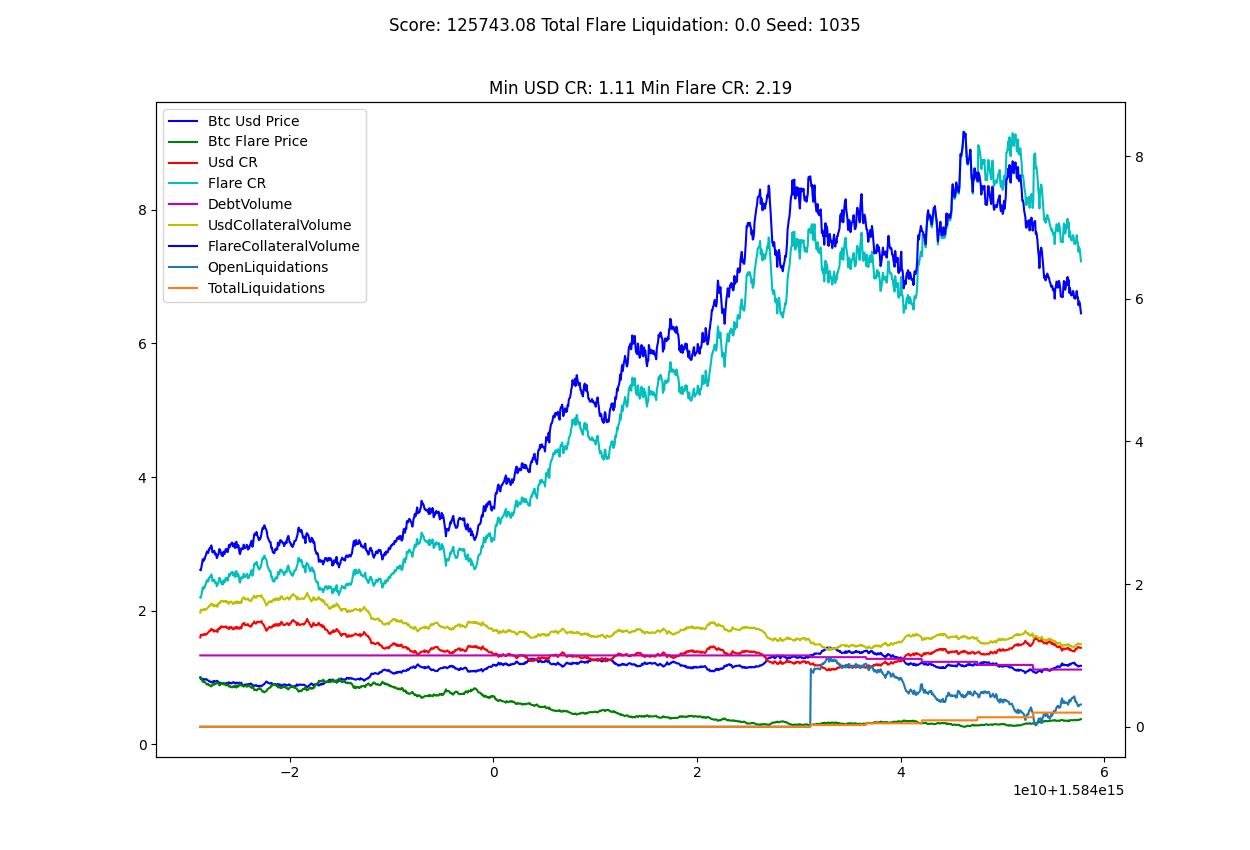 Score: 125743.08 Total Flare Liquidation: 0.0 Seed: 1035
Min USD CR: 1.11 Min Flare CR: 2.19
Btc Usd Price
Btc Flare Price
Usd CR
Flare CR
DebtVolume
UsdCollateralVolume
FlareCollateralVolume
OpenLiquidations
TotalLiquidations
8
6
4
2
0
8
6
4
2
0
−2
0
2
4
6
1e10+1.584e15